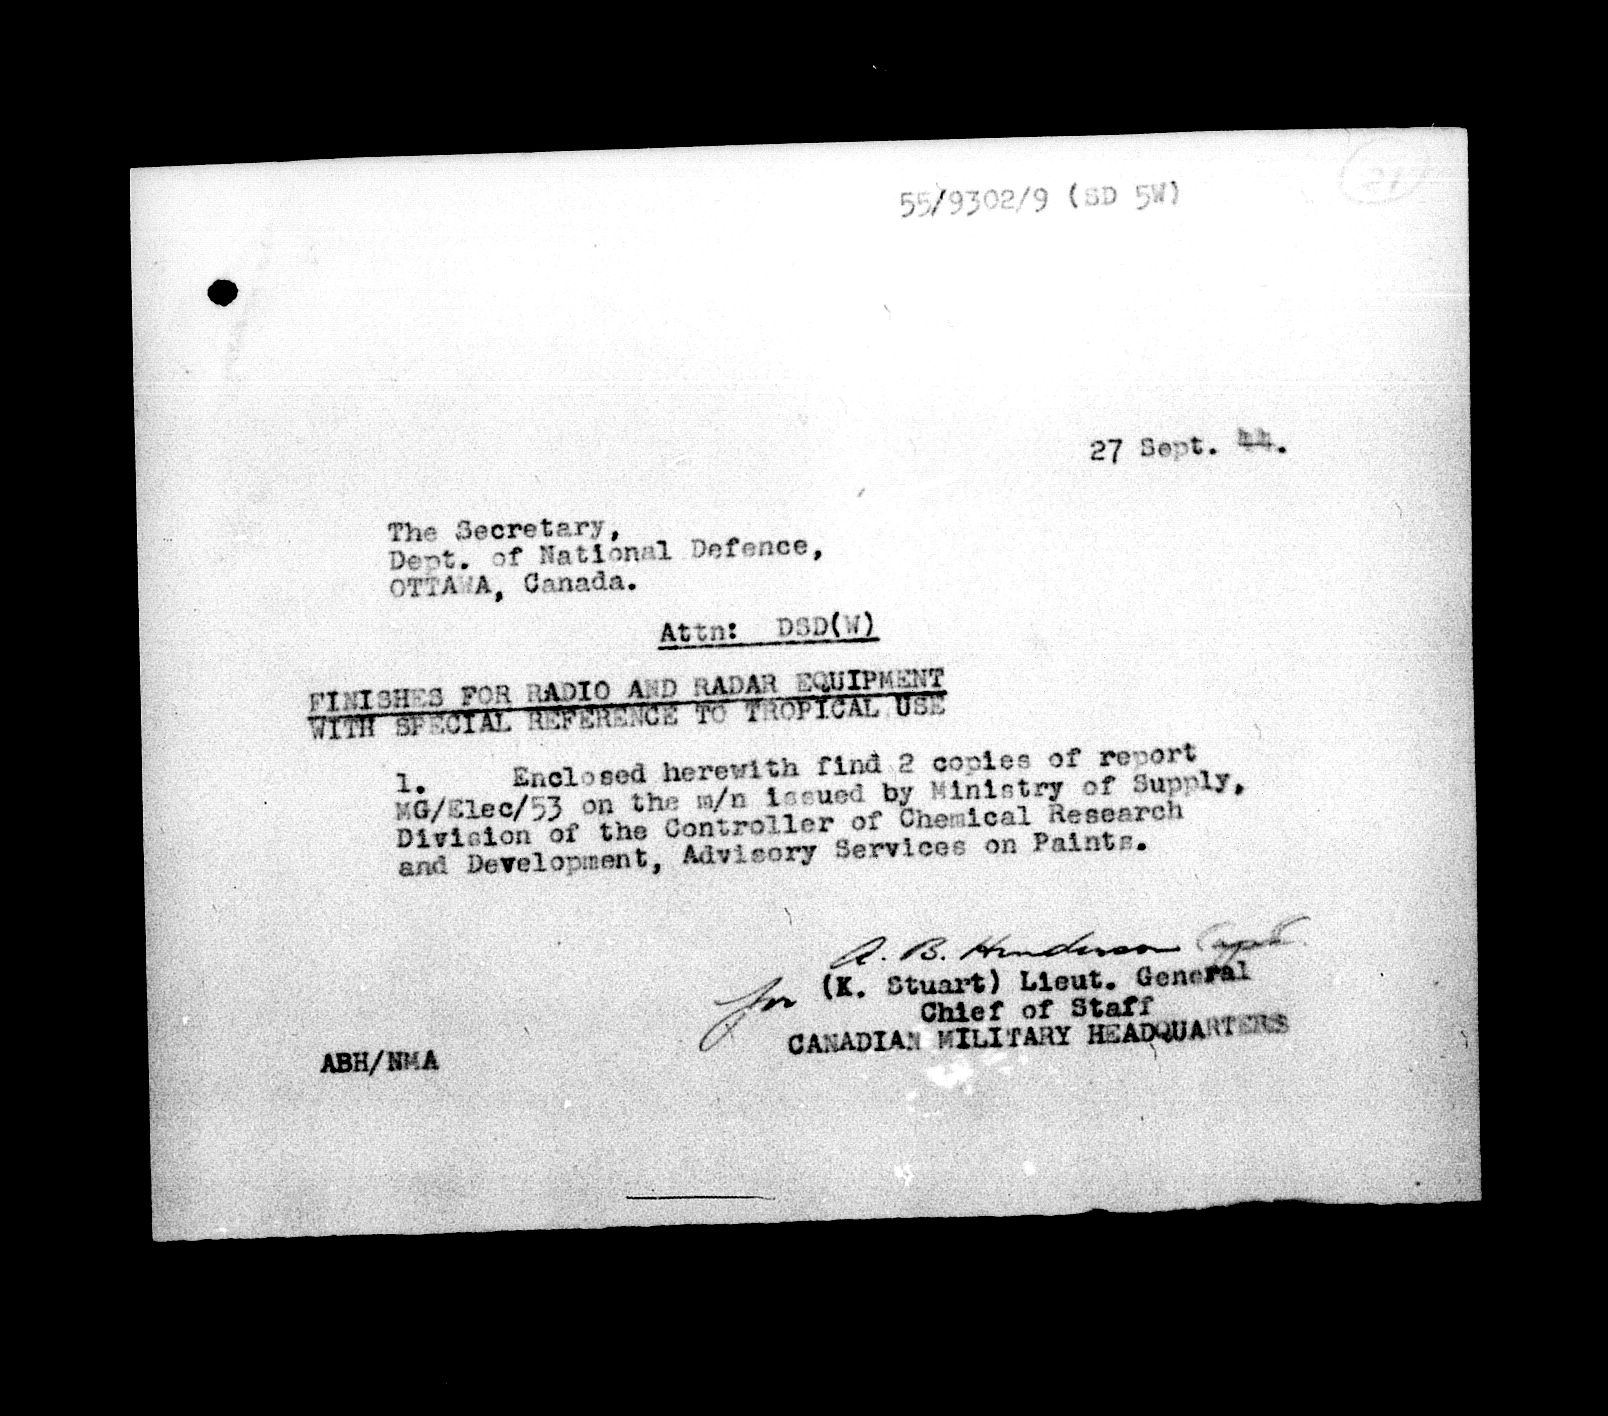 55/9302/9 (SD 5W)
21
27 Sept. 44.
The Secretary,
Dept. of National Defence,
OTTAWA, Canada.
Attn: DSD(W)
FINISHES FOR RADIO AND RADAR EQUIPMENT
WITH SPECIAL REFERENCE TO TROPICAL USE
1. Enclosed herewith find 2 copies of report
MG/Elec/53 on the m/n issued by Ministry of Supply,
Division of the Controller of Chemical Research
and Development, Advisory Services on Paints.
A. B. Henderson Capt.
for (K. Stuart) Lieut. General
Chief of Staff
CANADIAN MILITARY HEADQUARTERS
ABH/NMA